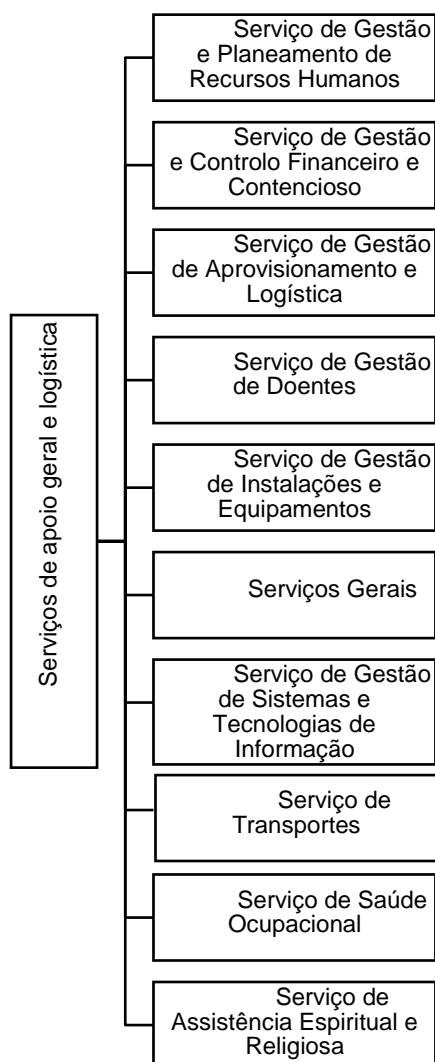 Serviços de apoio geral e logística
Serviço de Gestão
e Planeamento de
Recursos Humanos
Serviço de Gestão
e Controlo Financeiro e
Contencioso
Serviço de Gestão
de Aprovisionamento e
Logística
Serviço de Gestão
de Doentes
Serviço de Gestão
de Instalações e
Equipamentos
Serviços Gerais
Serviço de Gestão
de Sistemas e
Tecnologias de
Informação
Serviço de
Transportes
Serviço de Saúde
Ocupacional
Serviço de
Assistência Espiritual e
Religiosa